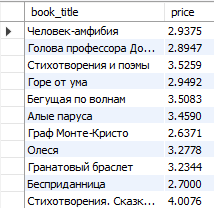 book_title price
Человек-амфибия 2.9375
Голова профессора До... 2.8947
Стихотворения и поэмы 3.5259
Горе от ума 2.9492
Бегущая по волнам 3.5083
Алые паруса 3.4590
Граф Монте-Кристо 2.6371
Олеся 3.2778
Гранатовый браслет 3.2344
Бесприданница 2.7000
Стихотворения. Сказк... 4.0076